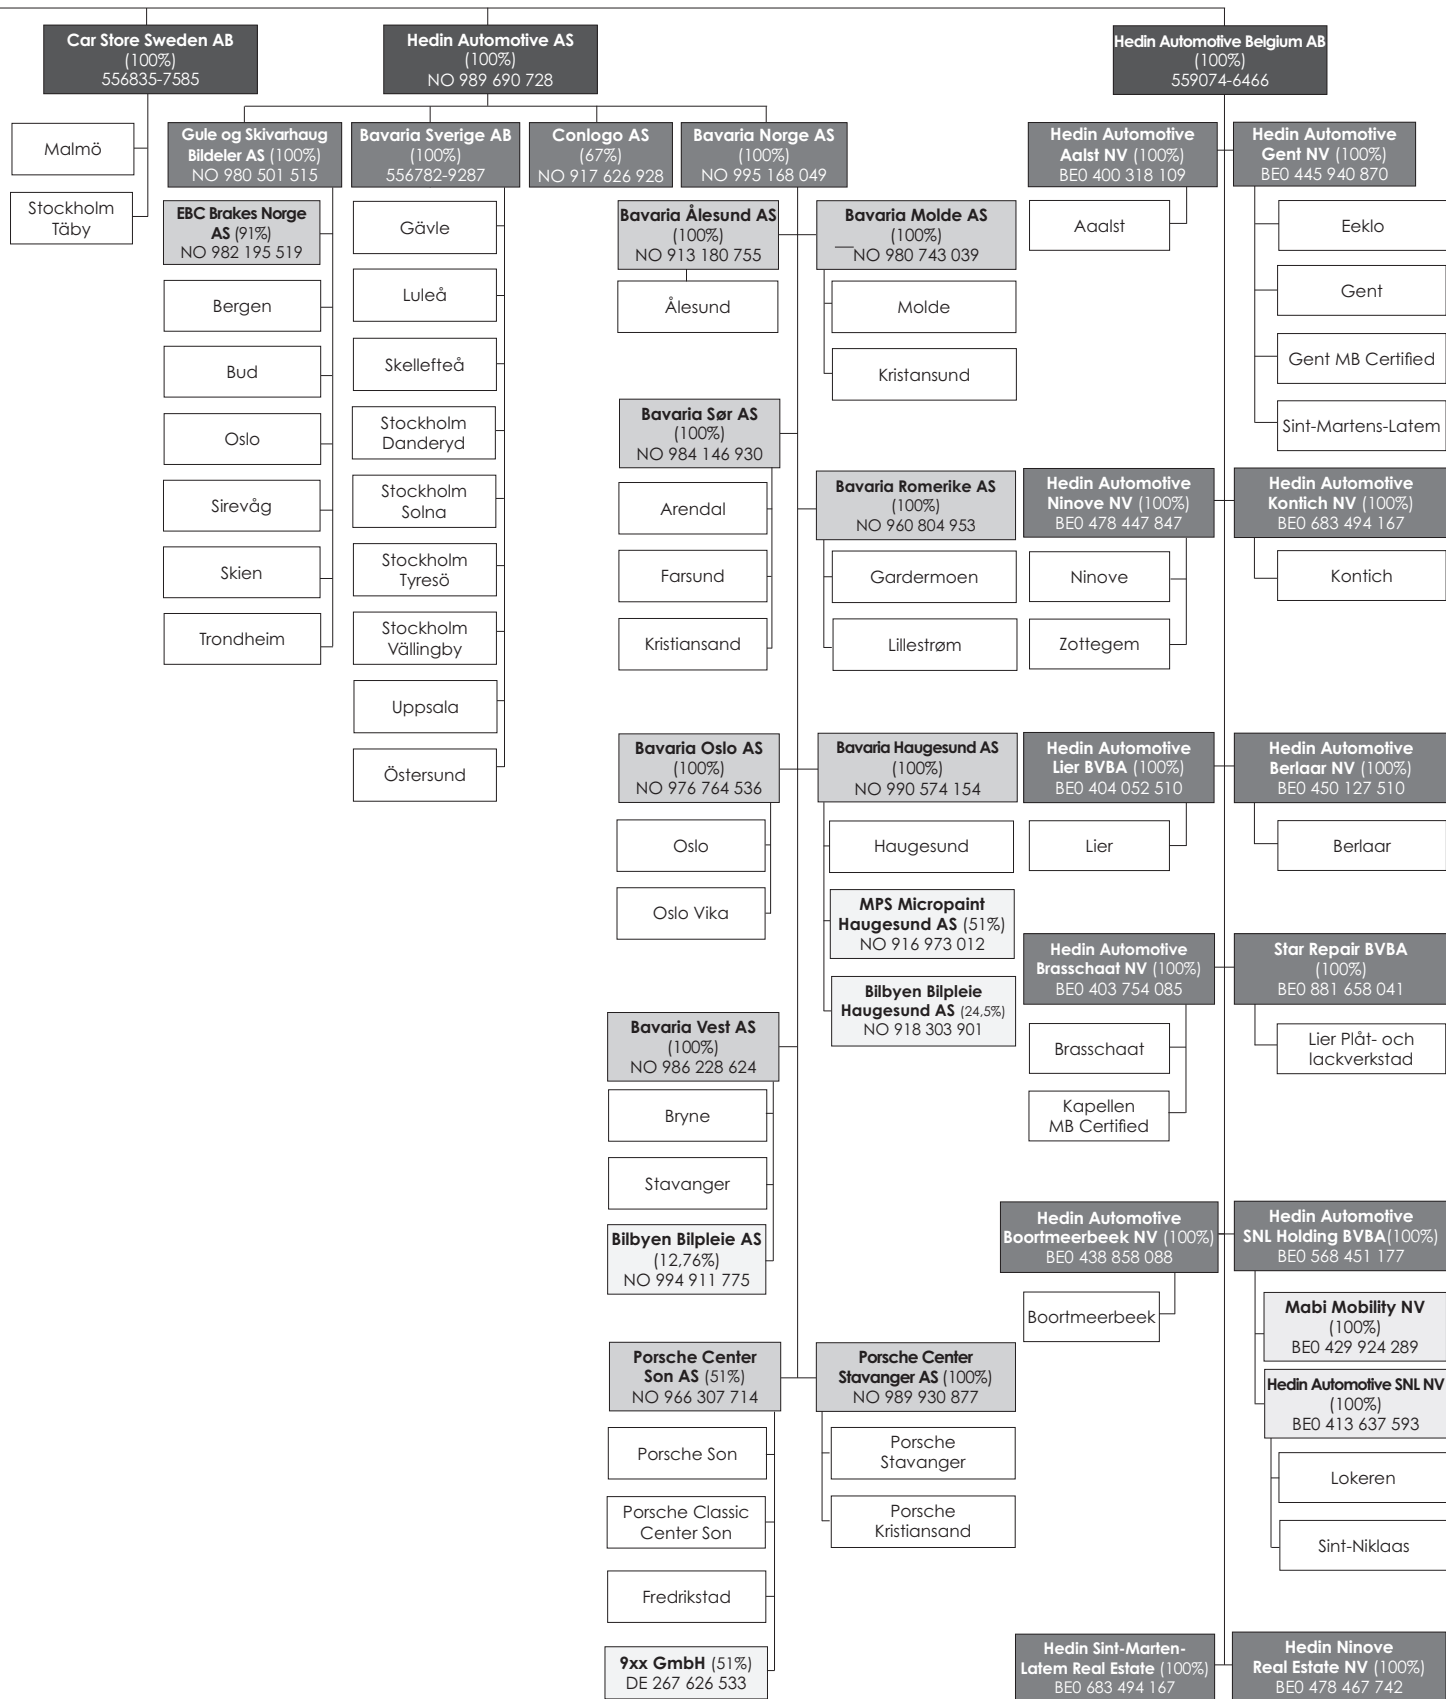 Car Store Sweden AB
(100%)
556835-7585
Malmö
Stockholm
Täby
Hedin Automotive AS
(100%)
NO 989 690 728
Gule og Skivarhaug
Bildeler AS (100%)
NO 980 501 515
EBC Brakes Norge
AS (91%)
NO 982 195 519
Bergen
Bud
Oslo
Sirevåg
Skien
Trondheim
Bavaria Sverige AB
(100%)
556782-9287
Gävle
Luleå
Skellefteå
Stockholm
Danderyd
Stockholm
Solna
Stockholm
Tyresö
Stockholm
Vällingby
Uppsala
Östersund
Conlogo AS
(67%)
NO 917 626 928
Bavaria Norge AS
(100%)
NO 995 168 049
Bavaria Ålesund AS
(100%)
NO 913 180 755
Ålesund
Bavaria Molde AS
(100%)
__NO 980 743 039
Molde
Kristansund
Bavaria Sør AS
(100%)
NO 984 146 930
Arendal
Farsund
Kristiansand
Bavaria Romerike AS
(100%)
NO 960 804 953
Gardermoen
Lillestrøm
Bavaria Oslo AS
(100%)
NO 976 764 536
Oslo
Oslo Vika
Bavaria Haugesund AS
(100%)
NO 990 574 154
Haugesund
MPS Micropaint
Haugesund AS (51%)
NO 916 973 012
Bilbyen Bilpleie
Haugesund AS (24,5%)
NO 918 303 901
Bavaria Vest AS
(100%)
NO 986 228 624
Bryne
Stavanger
Bilbyen Bilpleie AS
(12,76%)
NO 994 911 775
Porsche Center
Son AS (51%)
NO 966 307 714
Porsche Son
Porsche Classic
Center Son
Fredrikstad
9xx GmbH (51%)
DE 267 626 533
Porsche Center
Stavanger AS (100%)
NO 989 930 877
Porsche
Stavanger
Porsche
Kristiansand
Hedin Automotive Belgium AB
(100%)
559074-6466
Hedin Automotive
Aalst NV (100%)
BE0 400 318 109
Aaalst
Hedin Automotive
Gent NV (100%)
BE0 445 940 870
Eeklo
Gent
Gent MB Certified
Sint-Martens-Latem
Hedin Automotive
Ninove NV (100%)
BE0 478 447 847
Ninove
Zottegem
Hedin Automotive
Kontich NV (100%)
BE0 683 494 167
Kontich
Hedin Automotive
Lier BVBA (100%)
BE0 404 052 510
Lier
Hedin Automotive
Berlaar NV (100%)
BE0 450 127 510
Berlaar
Hedin Automotive
Brasschaat NV (100%)
BE0 403 754 085
Brasschaat
Kapellen
MB Certified
Star Repair BVBA
(100%)
BE0 881 658 041
Lier Plåt- och
lackverkstad
Hedin Automotive
Boortmeerbeek NV (100%)
BE0 438 858 088
Boortmeerbeek
Hedin Automotive
SNL Holding BVBA(100%)
BE0 568 451 177
Mabi Mobility NV
(100%)
BE0 429 924 289
Hedin Automotive SNL NV
(100%)
BE0 413 637 593
Lokeren
Sint-Niklaas
Hedin Sint-Marten-
Latem Real Estate (100%)
BE0 683 494 167
Hedin Ninove
Real Estate NV (100%)
BE0 478 467 742